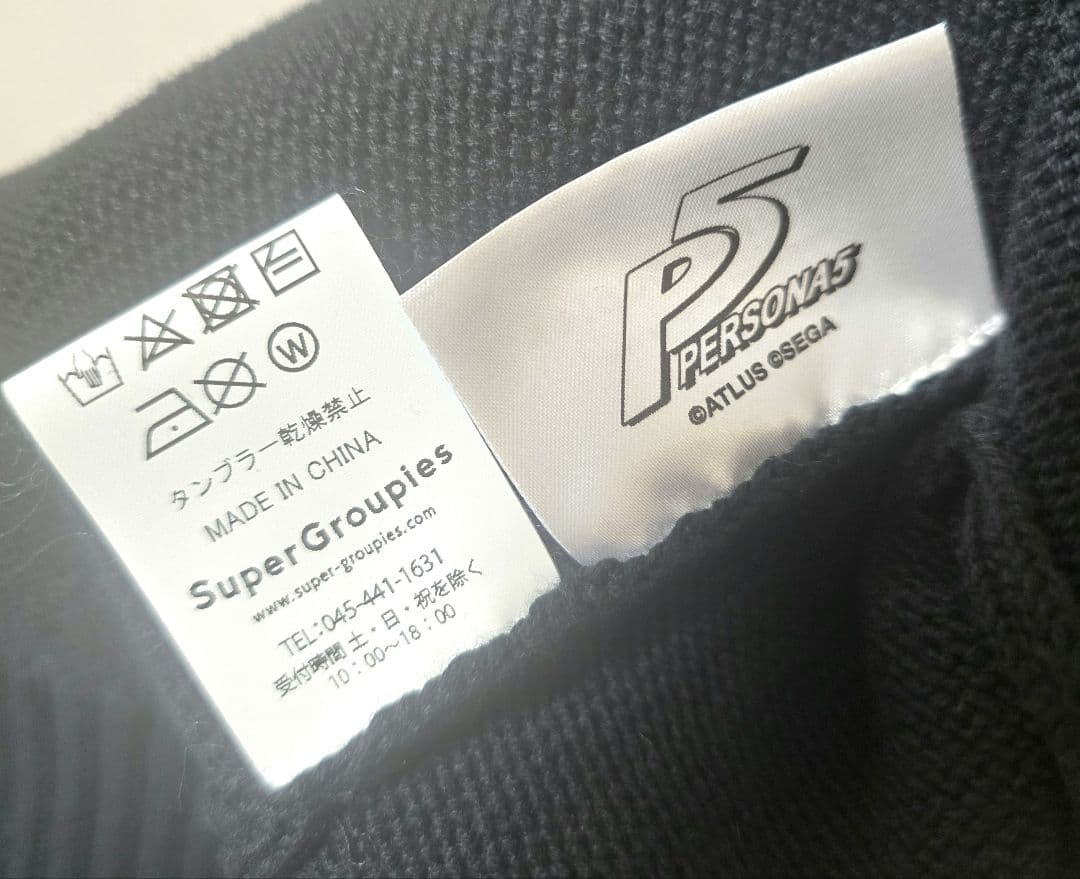 W
タンブラー乾燥禁止
MADE IN CHINA
SuperGroupies
www.super-groupies.com
TEL:045-441-1631
受付時間 土・日・祝を除く
10:00～18:00
P5
PERSONA5
©ATLUS ©SEGA